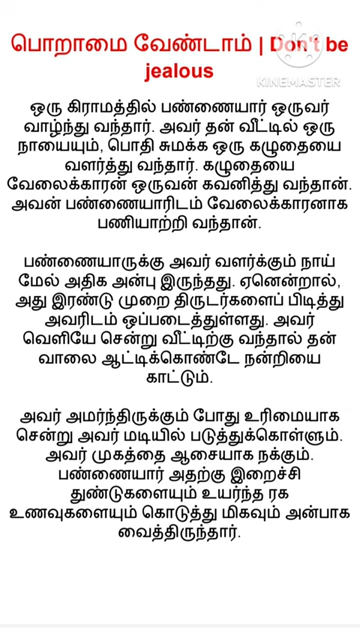 பொறாமை வேண்டாம் | Don't be
jealous
KINEMASTER
ஒரு கிராமத்தில் பண்ணையார் ஒருவர்
வாழ்ந்து வந்தார். அவர் தன் வீட்டில் ஒரு
நாயையும், பொதி சுமக்க ஒரு கழுதையை
வளர்த்து வந்தார். கழுதையை
வேலைக்காரன் ஒருவன் கவனித்து வந்தான்.
அவன் பண்ணையாரிடம் வேலைக்காரனாக
பணியாற்றி வந்தான்.
பண்ணையாருக்கு அவர் வளர்க்கும் நாய்
மேல் அதிக அன்பு இருந்தது. ஏனென்றால்,
அது இரண்டு முறை திருடர்களைப் பிடித்து
அவரிடம் ஒப்படைத்துள்ளது. அவர்
வெளியே சென்று வீட்டிற்கு வந்தால் தன்
வாலை ஆட்டிக்கொண்டே நன்றியை
காட்டும்.
அவர் அமர்ந்திருக்கும் போது உரிமையாக
சென்று அவர் மடியில் படுத்துக்கொள்ளும்.
அவர் முகத்தை ஆசையாக நக்கும்.
பண்ணையார் அதற்கு இறைச்சி
துண்டுகளையும் உயர்ந்த ரக
உணவுகளையும் கொடுத்து மிகவும் அன்பாக
வைத்திருந்தார்.